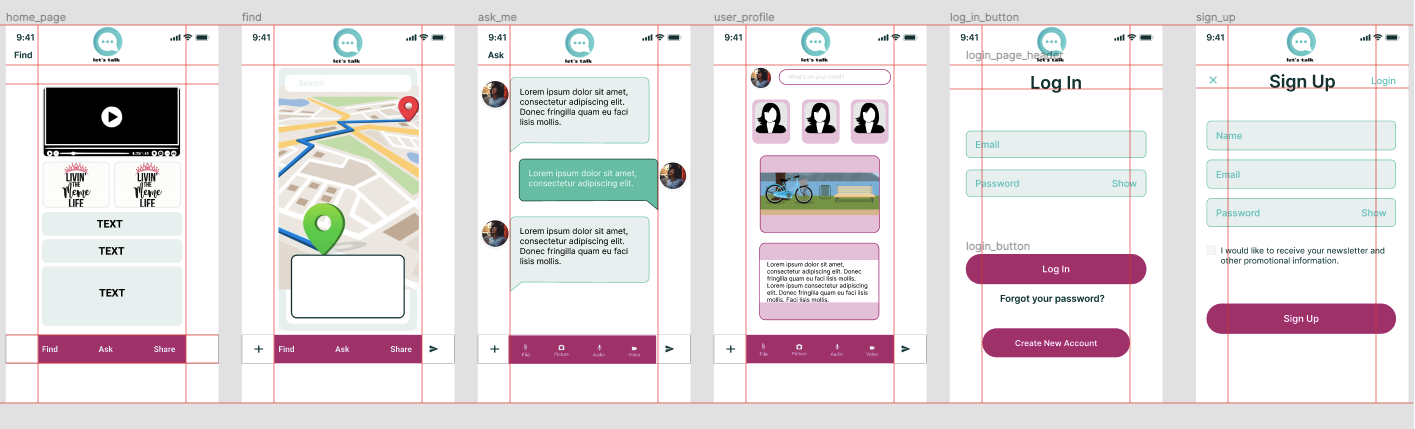 home_page
9:41
let's talk
Find
8:25/1:43
LIVIN'
THE
Meme
LIFE
LIVIN'
THE
Meme
LIFE
TEXT
TEXT
TEXT
Find Ask Share
find
9:41
let's talk
Search
+ Find Ask Share
ask_me
9:41
let's talk
Ask
Lorem ipsum dolor sit amet,
consectetur adipiscing elit.
Donec fringilla quam eu faci
lisis mollis.
Lorem ipsum dolor sit amet,
consectetur adipiscing elit.
Lorem ipsum dolor sit amet,
consectetur adipiscing elit.
Donec fringilla quam eu faci
lisis mollis.
+ File Picture Audio Video
user_profile
9:41
let's talk
What's on your mind?
Lorem ipsum dolor sit amet,
consectetur adipiscing elit. Donec
fringilla quam eu faci lisis mollis.
Lorem ipsum dolor sit amet,
consectetur adipiscing elit. Donec
fringilla quam eu faci lisis
mollis. Faci lisis mollis.
+ File Picture Audio Video
log_in_button
9:41
login_page_header
let's talk
Log In
Email
Password Show
login_button
Log In
Forgot your password?
Create New Account
sign_up
9:41
let's talk
× Sign Up Login
Name
Email
Password Show
I would like to receive your newsletter and
other promotional information.
Sign Up